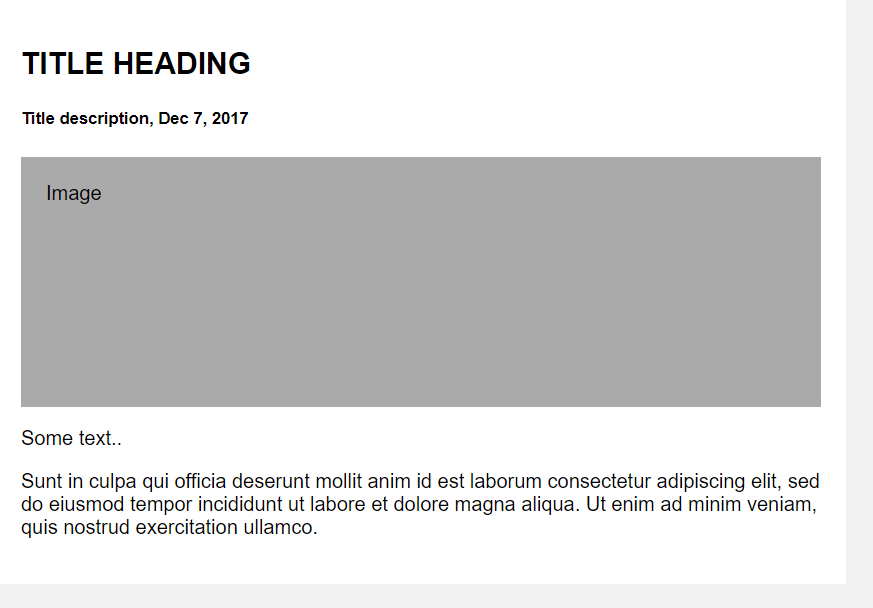 TITLE HEADING
Title description, Dec 7, 2017
Image
Some text..
Sunt in culpa qui officia deserunt mollit anim id est laborum consectetur adipiscing elit, sed
do eiusmod tempor incididunt ut labore et dolore magna aliqua. Ut enim ad minim veniam,
quis nostrud exercitation ullamco.